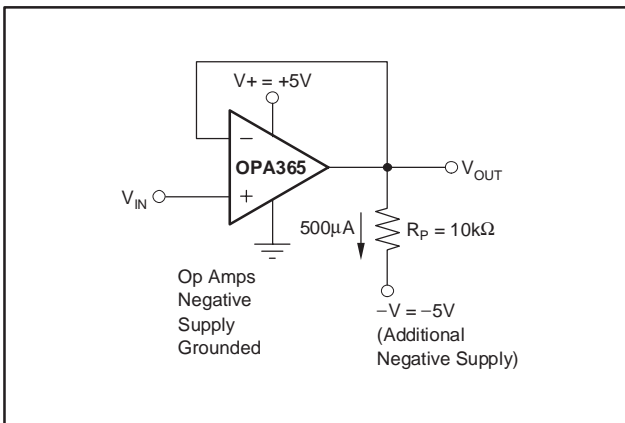 V+ = +5V
−
OPA365
+
V_IN
V_OUT
500µA
R_P = 10kΩ
Op Amps
Negative
Supply
Grounded
−V = −5V
(Additional
Negative Supply)